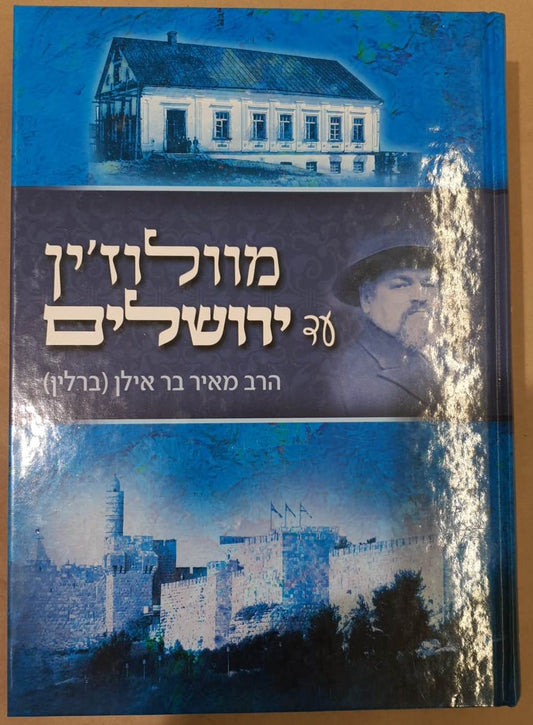 מוולוז'ין
עד ירושלים
הרב מאיר בר אילן (ברלין)